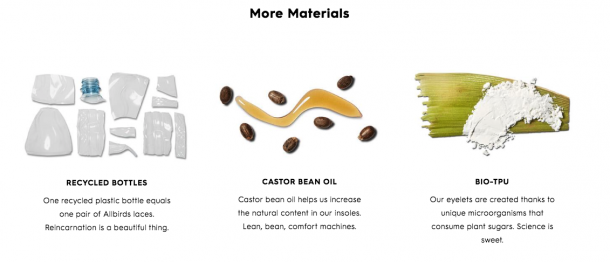 More Materials
RECYCLED BOTTLES
One recycled plastic bottle equals
one pair of Allbirds laces.
Reincarnation is a beautiful thing.
CASTOR BEAN OIL
Castor bean oil helps us increase
the natural content in our insoles.
Lean, bean, comfort machines.
BIO-TPU
Our eyelets are created thanks to
unique microorganisms that
consume plant sugars. Science is
sweet.